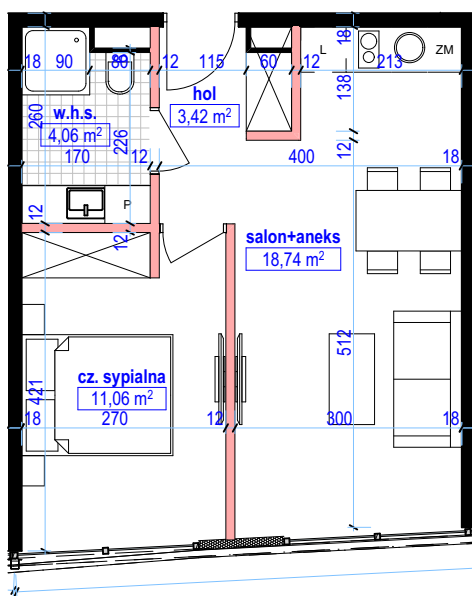 18 90 80 12 115 60 12 213
L
ZM
18
138
hol
3,42 m²
w.h.s.
4,06 m²
260
226
12
170 12 400 18
P
12
12
salon+aneks
18,74 m²
512
cz. sypialna
11,06 m²
421
18 270 12 300 18